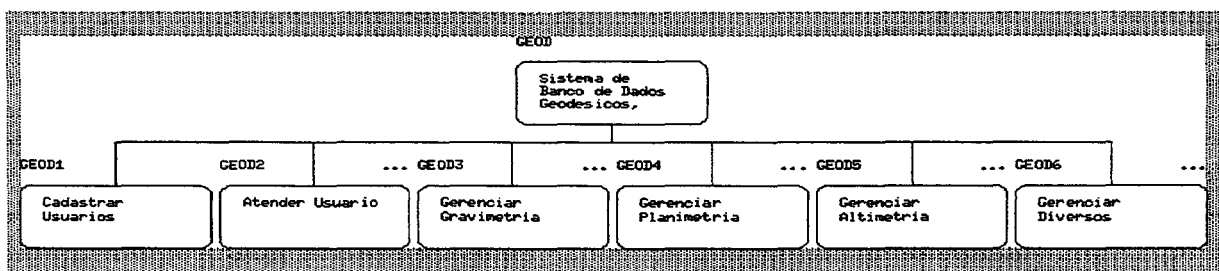 GEOD
Sistema de
Banco de Dados
Geodesicos,
GEOD1 GEOD2 ... GEOD3 ... GEOD4 ... GEOD5 ... GEOD6 ...
Cadastrar
Usuarios
Atender Usuario
Gerenciar
Gravimetria
Gerenciar
Planimetria
Gerenciar
Altimetria
Gerenciar
Diversos